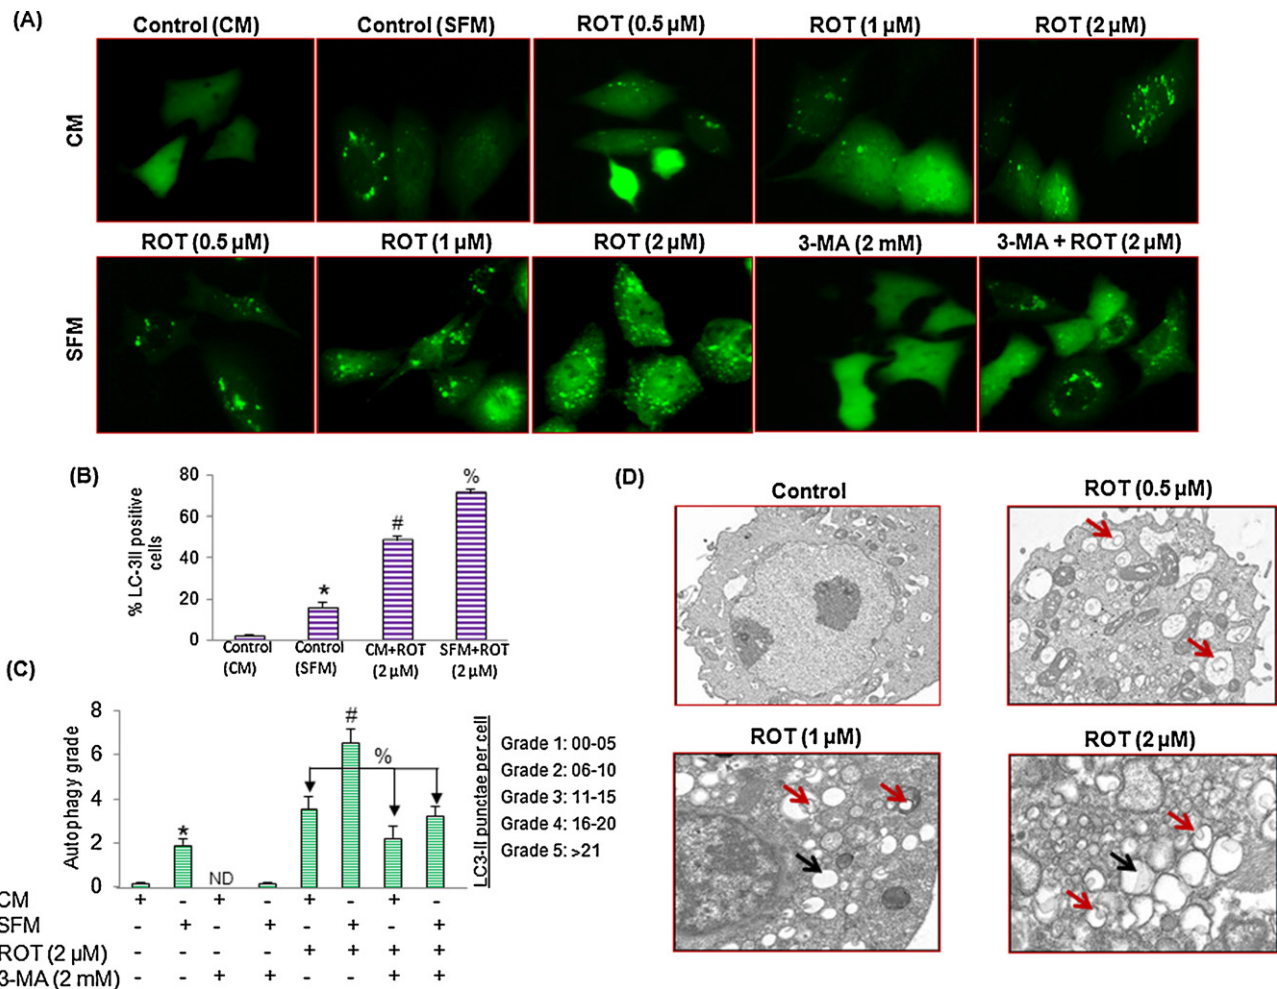 (A)
Control (CM) Control (SFM) ROT (0.5 µM) ROT (1 µM) ROT (2 µM)
CM
ROT (0.5 µM) ROT (1 µM) ROT (2 µM) 3-MA (2 mM) 3-MA + ROT (2 µM)
SFM
(B)
% LC-3II positive
cells
80
60
40
20
0
* # %
Control
(CM)
Control
(SFM)
CM+ROT
(2 µM)
SFM+ROT
(2 µM)
(C)
Autophagy grade
8
6
4
2
0
* ND # %
LC3-II punctae per cell
Grade 1: 00-05
Grade 2: 06-10
Grade 3: 11-15
Grade 4: 16-20
Grade 5: >21
CM + - + - + - + -
SFM - + - + - + - +
ROT (2 µM) - - - - + + + +
3-MA (2 mM) - - + + - - + +
(D)
Control ROT (0.5 µM)
ROT (1 µM) ROT (2 µM)